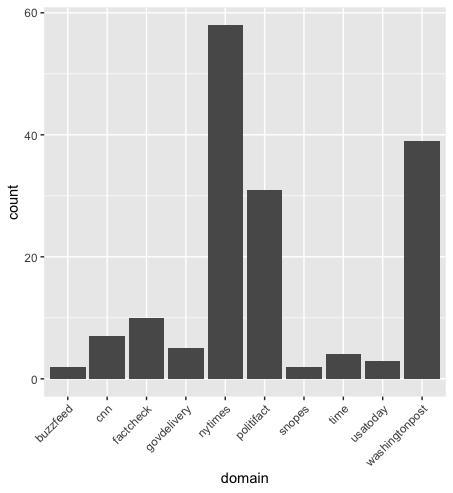 60
40
20
0
count
buzzfeed
cnn
factcheck
govdelivery
nytimes
politifact
snopes
time
usatoday
washingtonpost
domain